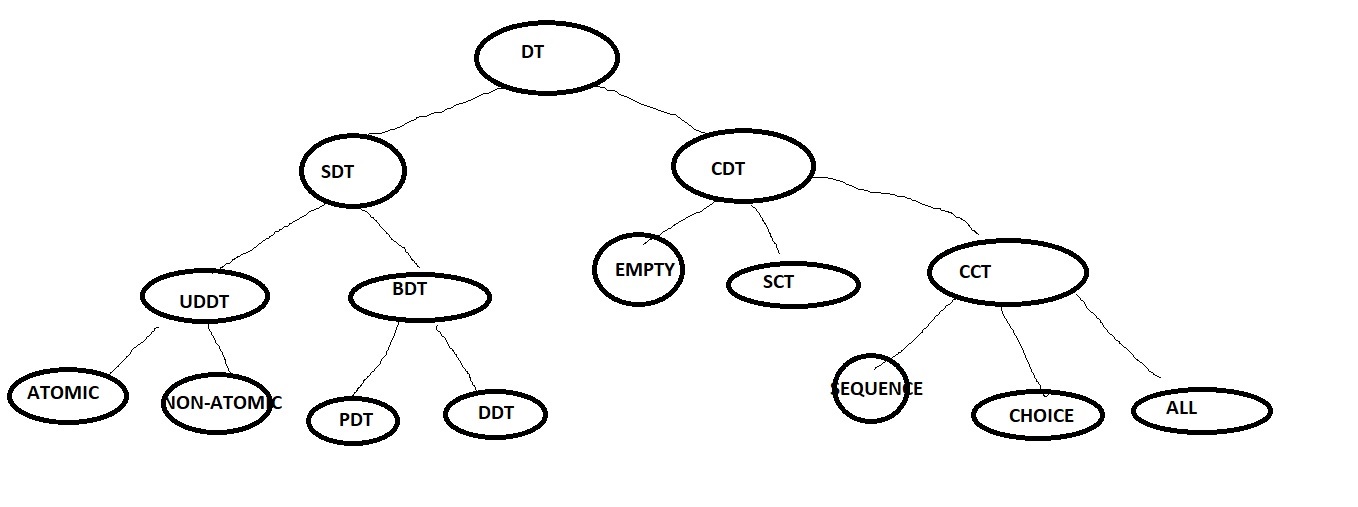 DT
SDT
CDT
UDDT
BDT
EMPTY
SCT
CCT
ATOMIC
NON-ATOMIC
PDT
DDT
SEQUENCE
CHOICE
ALL